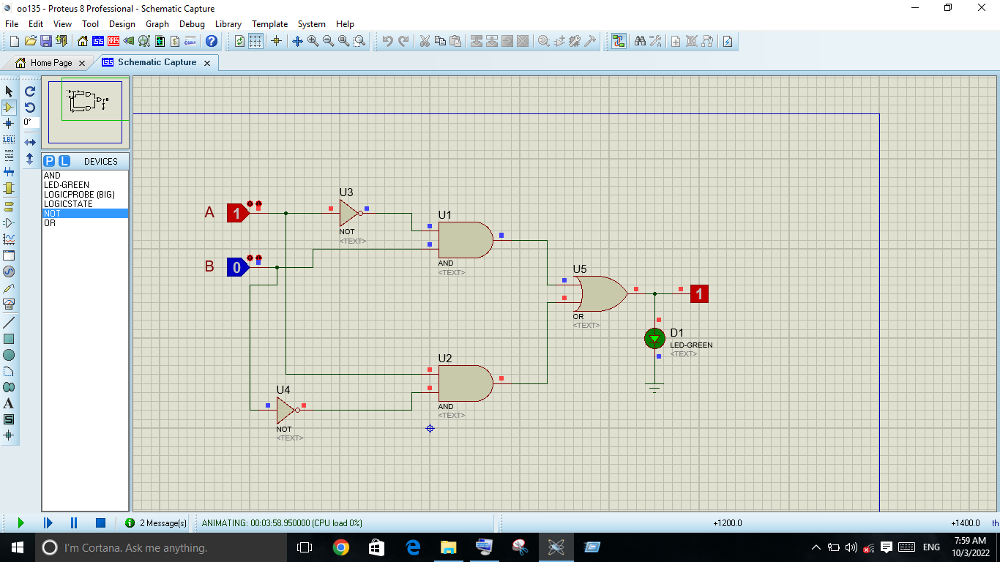 oo135 - Proteus 8 Professional - Schematic Capture
File Edit View Tool Design Graph Debug Library Template System Help
Home Page
Schematic Capture
0°
LBL
P L DEVICES
AND
LED-GREEN
LOGICPROBE (BIG)
LOGICSTATE
NOT
OR
A
S
A 1
U3
NOT
<TEXT>
B 0
U1
AND
<TEXT>
U5
OR
<TEXT>
1
D1
LED-GREEN
<TEXT>
U2
AND
<TEXT>
U4
NOT
<TEXT>
2 Message(s)
ANIMATING: 00:03:58.950000 (CPU load 0%)
+1200.0
+1400.0
th
I'm Cortana. Ask me anything.
ENG
7:59 AM
10/3/2022